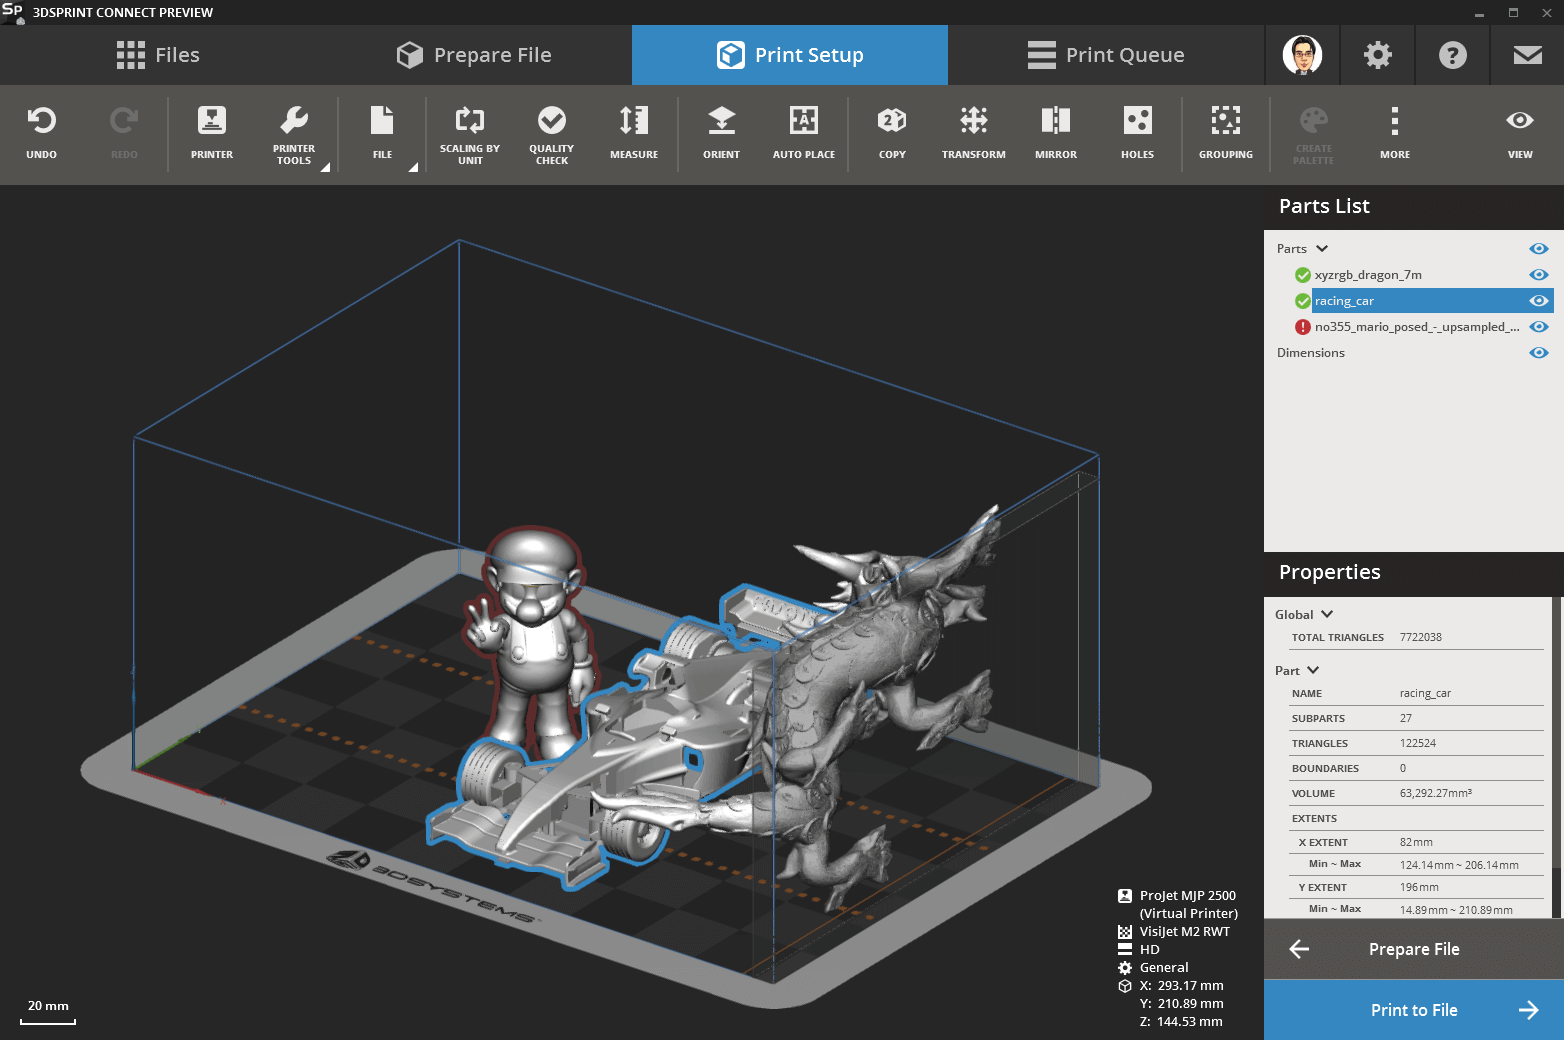 Sp
3DSPRINT CONNECT PREVIEW
Files
Prepare File
Print Setup
Print Queue
UNDO
REDO
PRINTER
PRINTER
TOOLS
FILE
SCALING BY
UNIT
QUALITY
CHECK
MEASURE
ORIENT
AUTO PLACE
COPY
TRANSFORM
MIRROR
HOLES
GROUPING
CREATE
PALETTE
MORE
VIEW
Parts List
Parts
xyzrgb_dragon_7m
racing_car
no355_mario_posed_-_upsampled_...
Dimensions
Properties
Global
TOTAL TRIANGLES 7722038
Part
NAME racing_car
SUBPARTS 27
TRIANGLES 122524
BOUNDARIES 0
VOLUME 63,292.27mm³
EXTENTS
X EXTENT 82mm
Min ~ Max 124.14mm ~ 206.14mm
Y EXTENT 196mm
Min ~ Max 14.89mm ~ 210.89mm
Prepare File
Print to File
3DSYSTEMS
ProJet MJP 2500
(Virtual Printer)
VisiJet M2 RWT
HD
General
X: 293.17 mm
Y: 210.89 mm
Z: 144.53 mm
20 mm